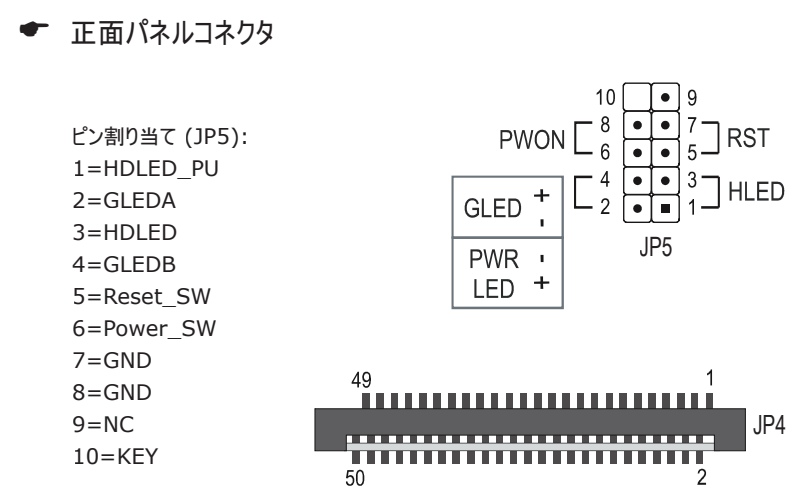 正面パネルコネクタ
ピン割り当て (JP5):
1=HDLED_PU
2=GLEDA
3=HDLED
4=GLEDB
5=Reset_SW
6=Power_SW
7=GND
8=GND
9=NC
10=KEY
10 9
PWON 8 7 RST
6 5
4 3 HLED
2 1
JP5
GLED + -
PWR -
LED +
49 1
JP4
50 2